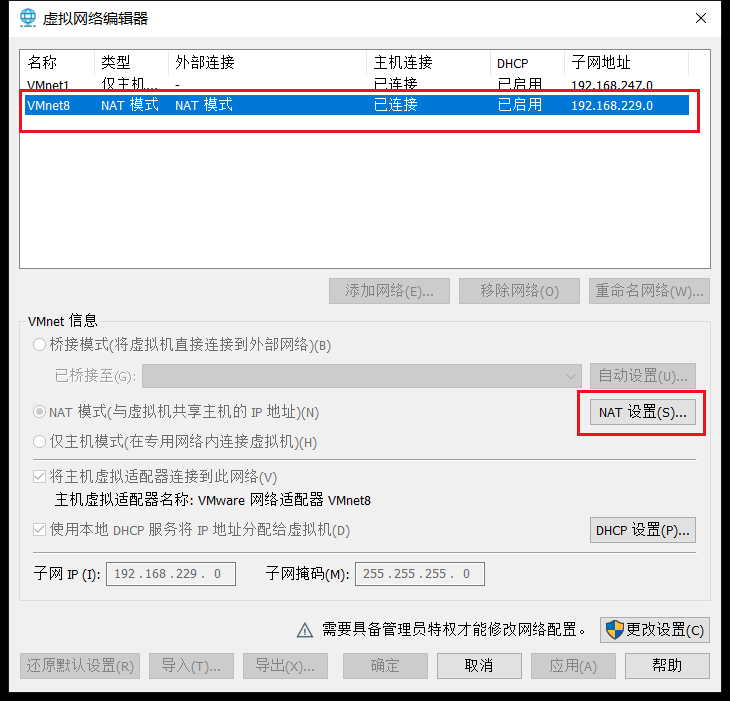 虚拟网络编辑器
名称 类型 外部连接 主机连接 DHCP 子网地址
VMnet1 仅主机... - 已连接 已启用 192.168.247.0
VMnet8 NAT 模式 NAT 模式 已连接 已启用 192.168.229.0
添加网络(E)... 移除网络(O) 重命名网络(W)...
VMnet 信息
桥接模式(将虚拟机直接连接到外部网络)(B)
已桥接至(G): 自动设置(U)...
NAT 模式(与虚拟机共享主机的 IP 地址)(N) NAT 设置(S)...
仅主机模式(在专用网络内连接虚拟机)(H)
将主机虚拟适配器连接到此网络(V)
主机虚拟适配器名称: VMware 网络适配器 VMnet8
使用本地 DHCP 服务将 IP 地址分配给虚拟机(D) DHCP 设置(P)...
子网 IP (I): 192.168.229. 0 子网掩码(M): 255.255.255. 0
需要具备管理员特权才能修改网络配置。 更改设置(C)
还原默认设置(R) 导入(T)... 导出(X)... 确定 取消 应用(A) 帮助